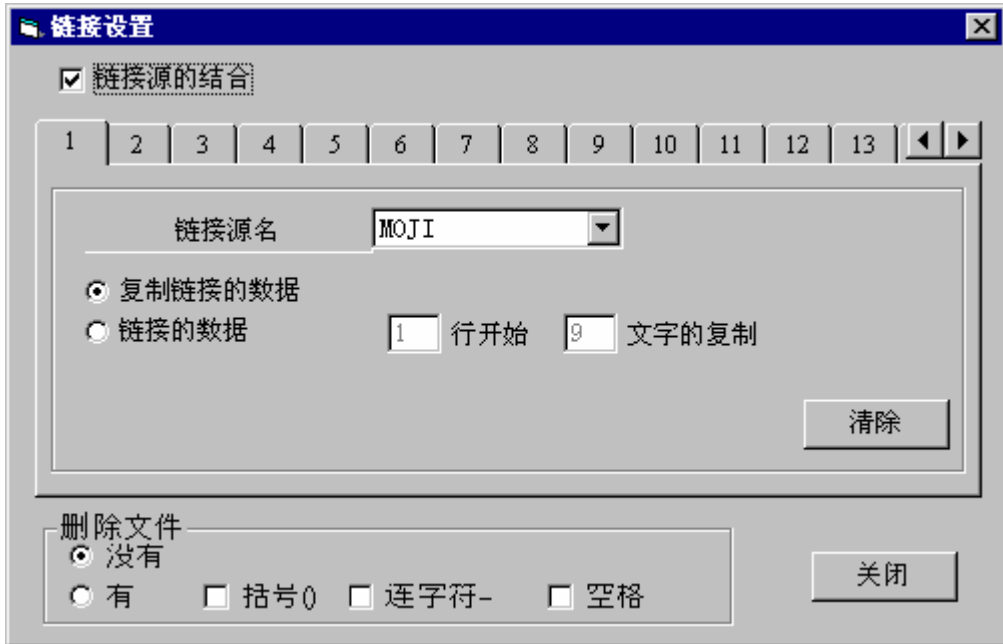 链接设置
链接源的结合
1 2 3 4 5 6 7 8 9 10 11 12 13
链接源名 MOJI
复制链接的数据
链接的数据 1 行开始 9 文字的复制
清除
删除文件
没有
有 括号() 连字符- 空格
关闭